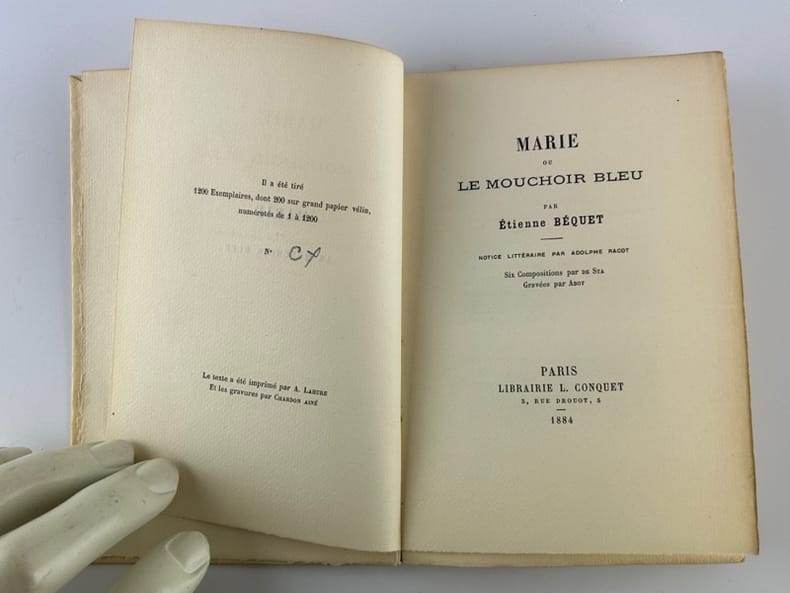 Il a été tiré
1200 Exemplaires, dont 200 sur grand papier vélin,
numérotés de 1 à 1200
N°
Le texte a été imprimé par A. Lahure
Et les gravures par Chardon ainé
MARIE
OU
LE MOUCHOIR BLEU
PAR
Étienne BÉQUET
NOTICE LITTÉRAIRE PAR ADOLPHE RACOT
Six Compositions par de Sta
Gravées par Abot
PARIS
LIBRAIRIE L. CONQUET
5, RUE DROUOT, 5
1884